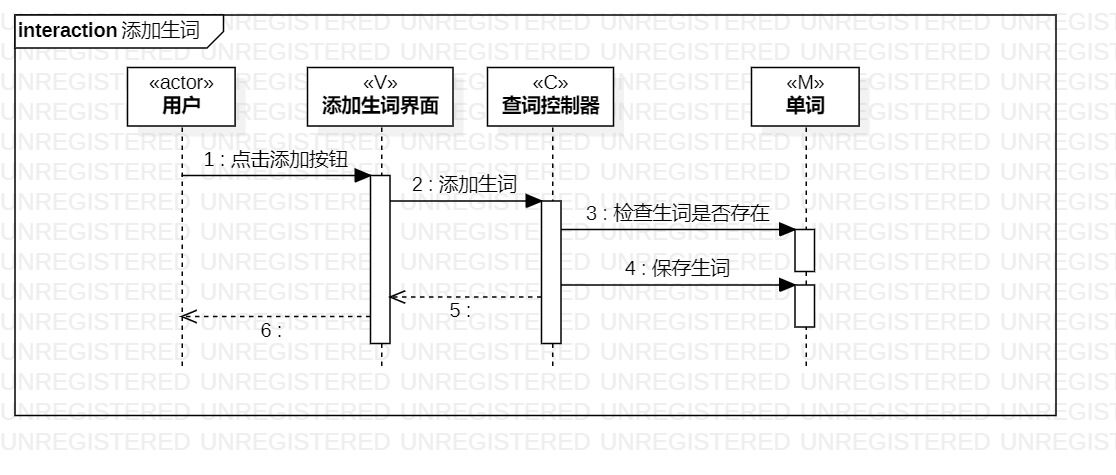 interaction 添加生词
«actor»
用户
«V»
添加生词界面
«C»
查词控制器
«M»
单词
1 : 点击添加按钮
2 : 添加生词
3 : 检查生词是否存在
4 : 保存生词
5 :
6 :
UNREGISTERED UNREGISTERED UNREGISTERED UNREGISTERED UNREGISTERED UNREGIST